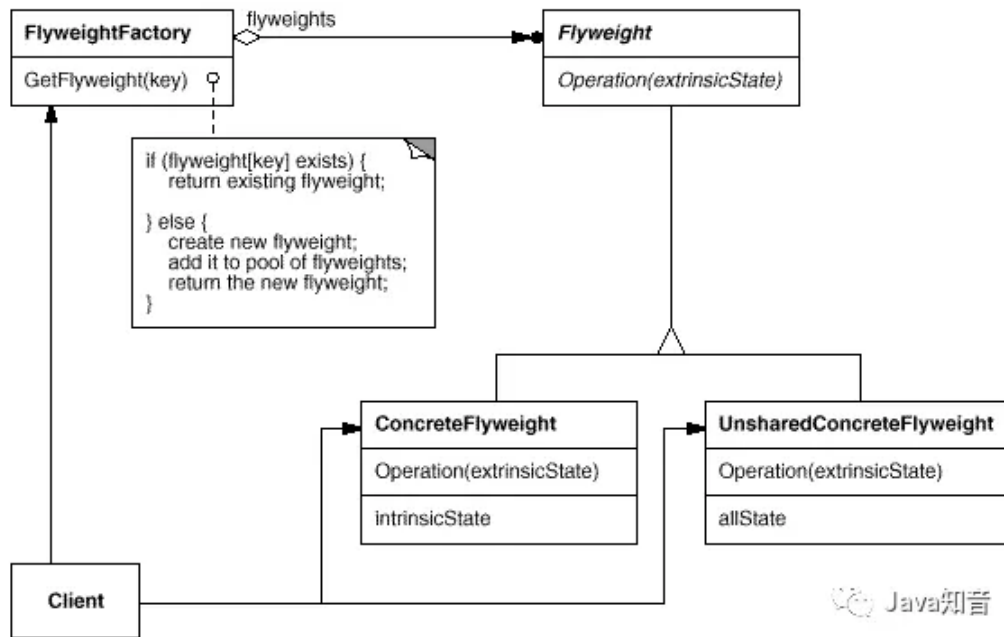 flyweights
FlyweightFactory
Flyweight
GetFlyweight(key)
Operation(extrinsicState)
if (flyweight[key] exists) {
return existing flyweight;
} else {
create new flyweight;
add it to pool of flyweights;
return the new flyweight;
}
ConcreteFlyweight
UnsharedConcreteFlyweight
Operation(extrinsicState)
Operation(extrinsicState)
intrinsicState
allState
Client
Java知音